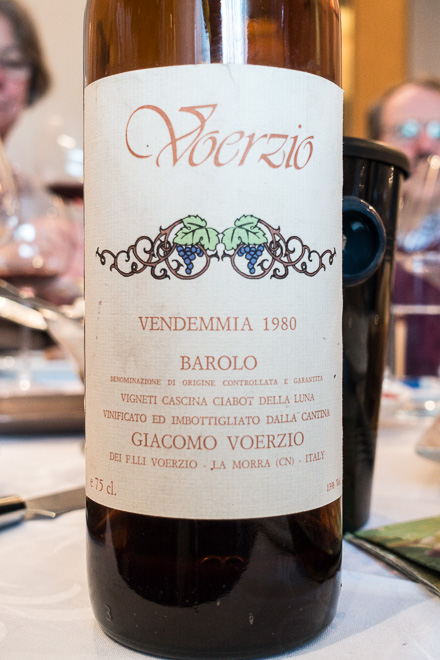 Voerzio
VENDEMMIA 1980
BAROLO
DENOMINAZIONE DI ORIGINE CONTROLLATA E GARANTITA
VIGNETI CASCINA CIABOT DELLA LUNA
VINIFICATO ED IMBOTTIGLIATO DALLA CANTINA
GIACOMO VOERZIO
DEI F.LLI VOERZIO - LA MORRA (CN) - ITALY
e 75 cl.